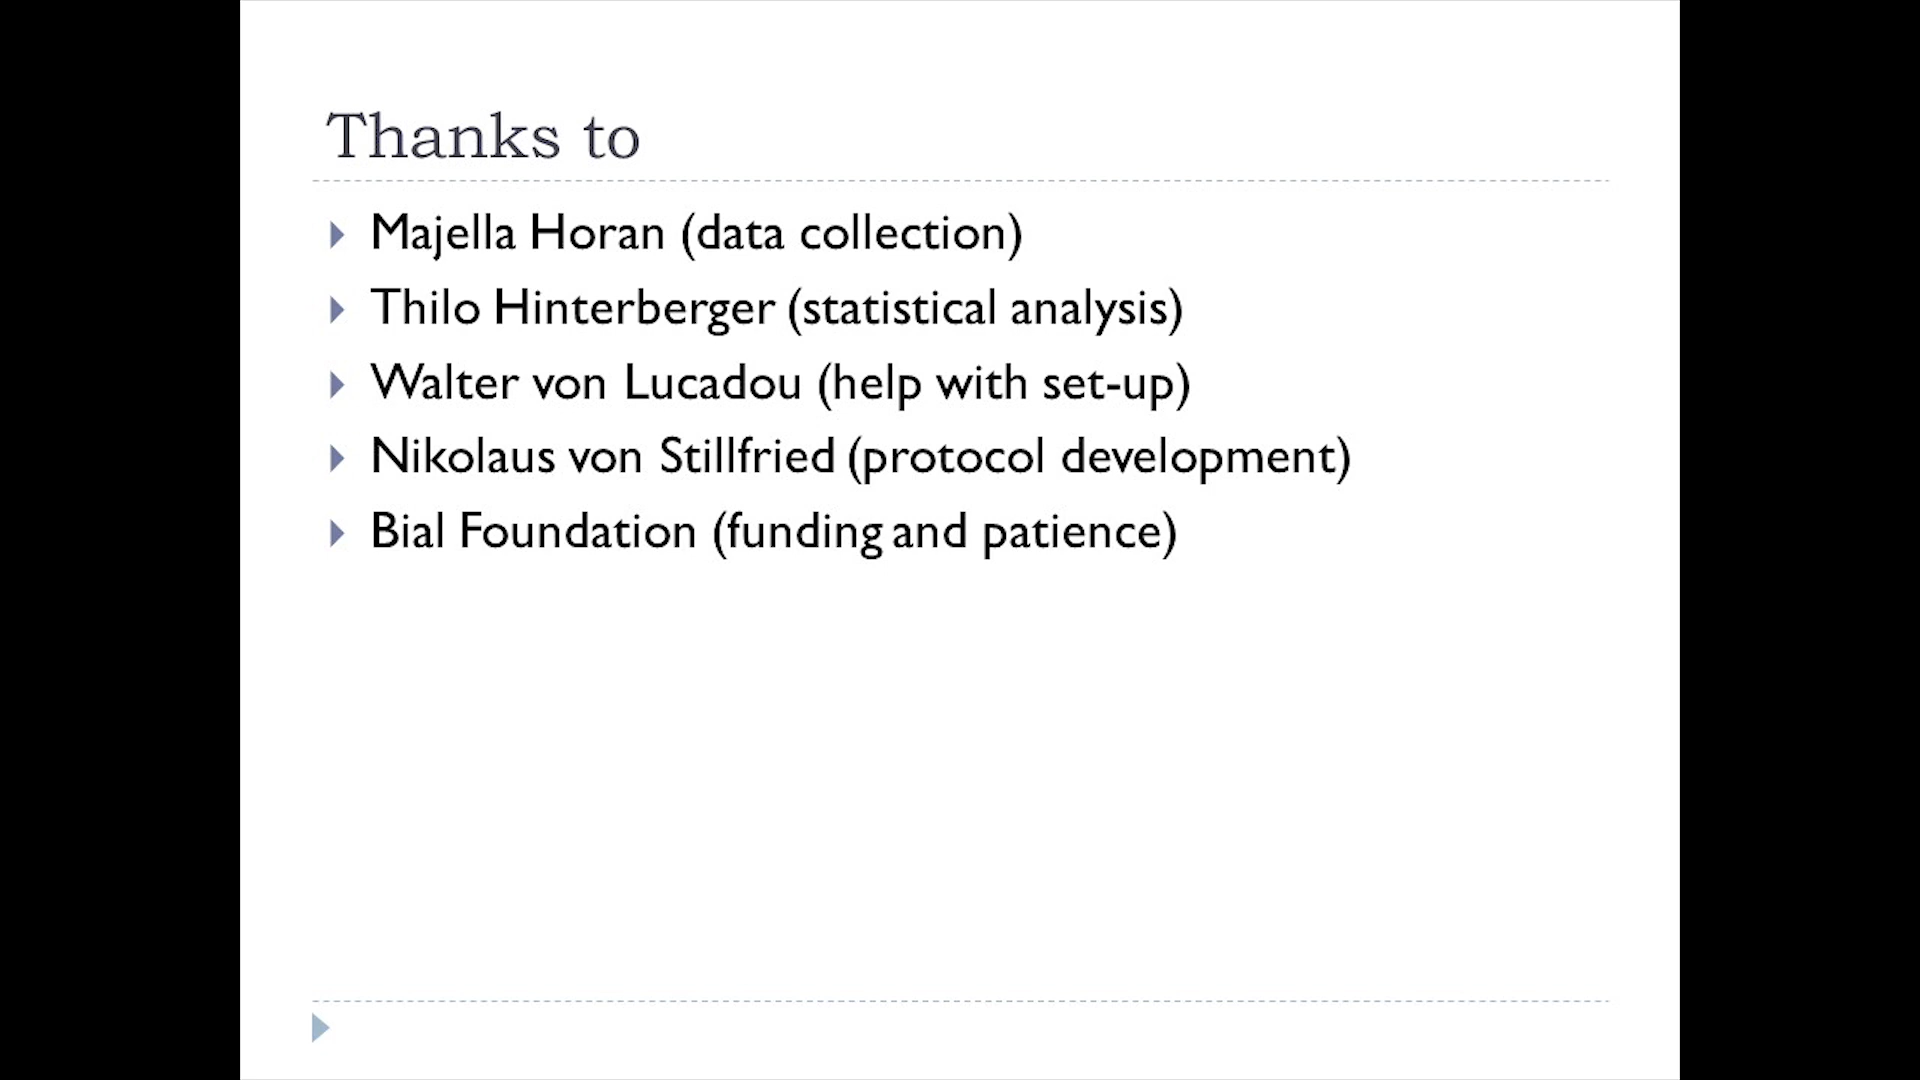 Thanks to
Majella Horan (data collection)
Thilo Hinterberger (statistical analysis)
Walter von Lucadou (help with set-up)
Nikolaus von Stillfried (protocol development)
Bial Foundation (funding and patience)